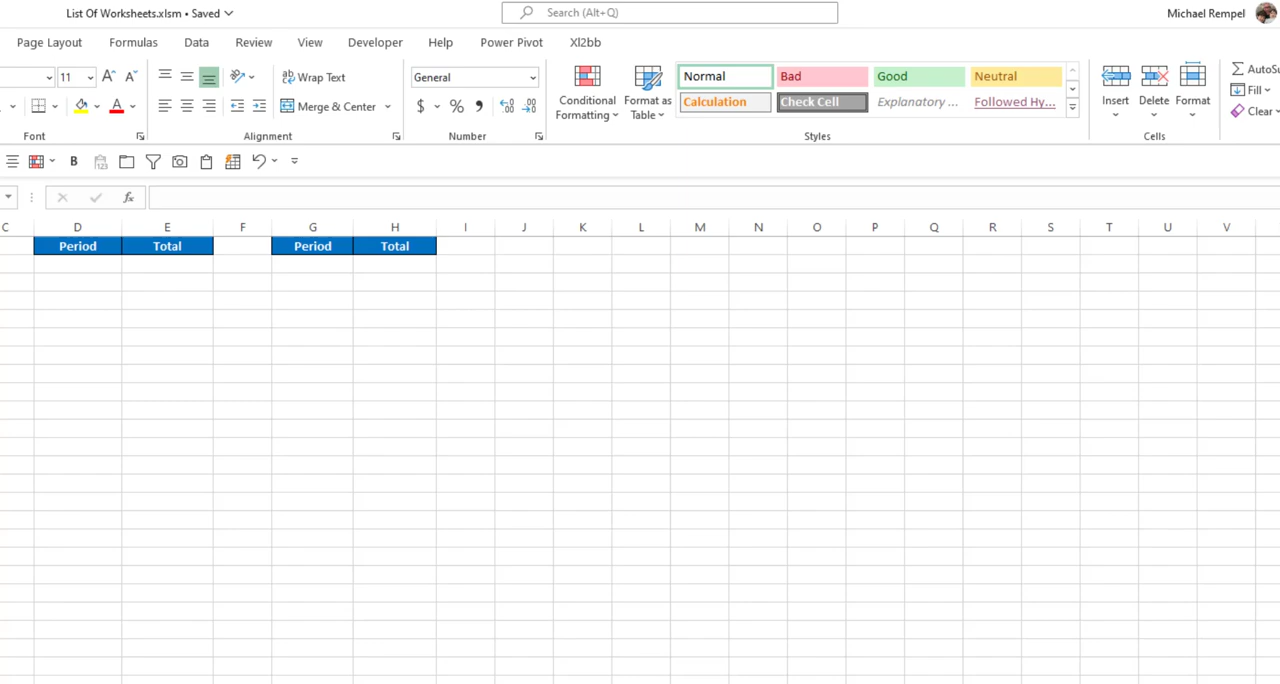 List Of Worksheets.xlsm • Saved
Search (Alt+Q)
Michael Rempel
Page Layout Formulas Data Review View Developer Help Power Pivot Xl2bb
11 A A Wrap Text General Normal Bad Good Neutral AutoSu
Conditional Formatting Format as Table Insert Delete Format
A Merge & Center $ % Calculation Check Cell Explanatory ... Followed Hy... Fill
Clear
Font Alignment Number Styles Cells
B 123
fx
C D E F G H I J K L M N O P Q R S T U V
Period Total Period Total